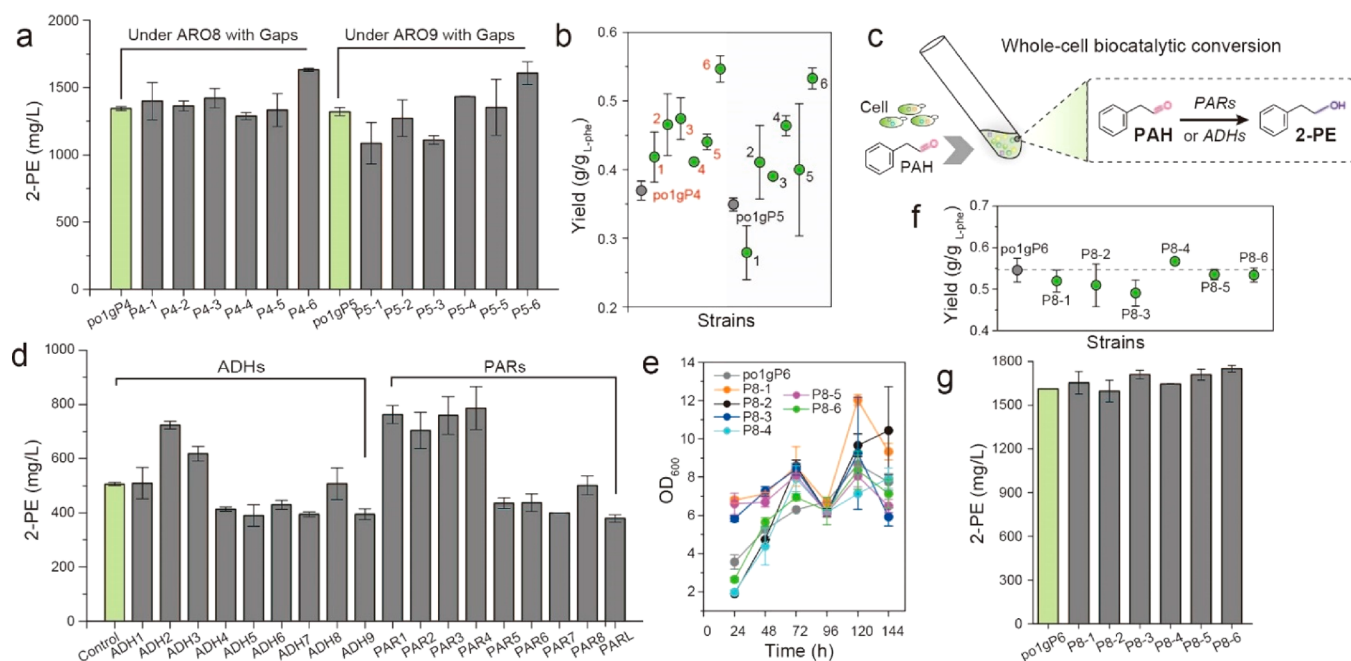 a
Under ARO8 with Gaps
Under ARO9 with Gaps
2-PE (mg/L)
2000
1500
1250
1000
750
500
250
0
po1gP4
P4-1
P4-2
P4-3
P4-4
P4-5
P4-6
po1gP5
P5-1
P5-2
P5-3
P5-4
P5-5
P5-6
b
Yield (g/g L-phe)
0.6
0.5
0.4
0.3
0.2
po1gP4
1
2
3
4
5
6
po1gP5
1
2
3
4
5
6
Strains
c
Whole-cell biocatalytic conversion
Cell
PAH
PAH
PARs
or ADHs
2-PE
OH
O
O
f
Yield (g/g L-phe)
0.7
0.6
0.5
0.4
po1gP6
P8-1
P8-2
P8-3
P8-4
P8-5
P8-6
Strains
d
ADHs
PARs
2-PE (mg/L)
1000
800
600
400
200
0
Control
ADH1
ADH2
ADH3
ADH4
ADH5
ADH6
ADH7
ADH8
ADH9
PAR1
PAR2
PAR3
PAR4
PAR5
PAR6
PAR7
PAR8
PARL
e
OD600
14
12
10
8
6
4
2
0
po1gP6
P8-1
P8-2
P8-3
P8-4
P8-5
P8-6
0 24 48 72 96 120 144
Time (h)
g
2-PE (mg/L)
1800
1500
1200
900
600
300
0
po1gP6
P8-1
P8-2
P8-3
P8-4
P8-5
P8-6